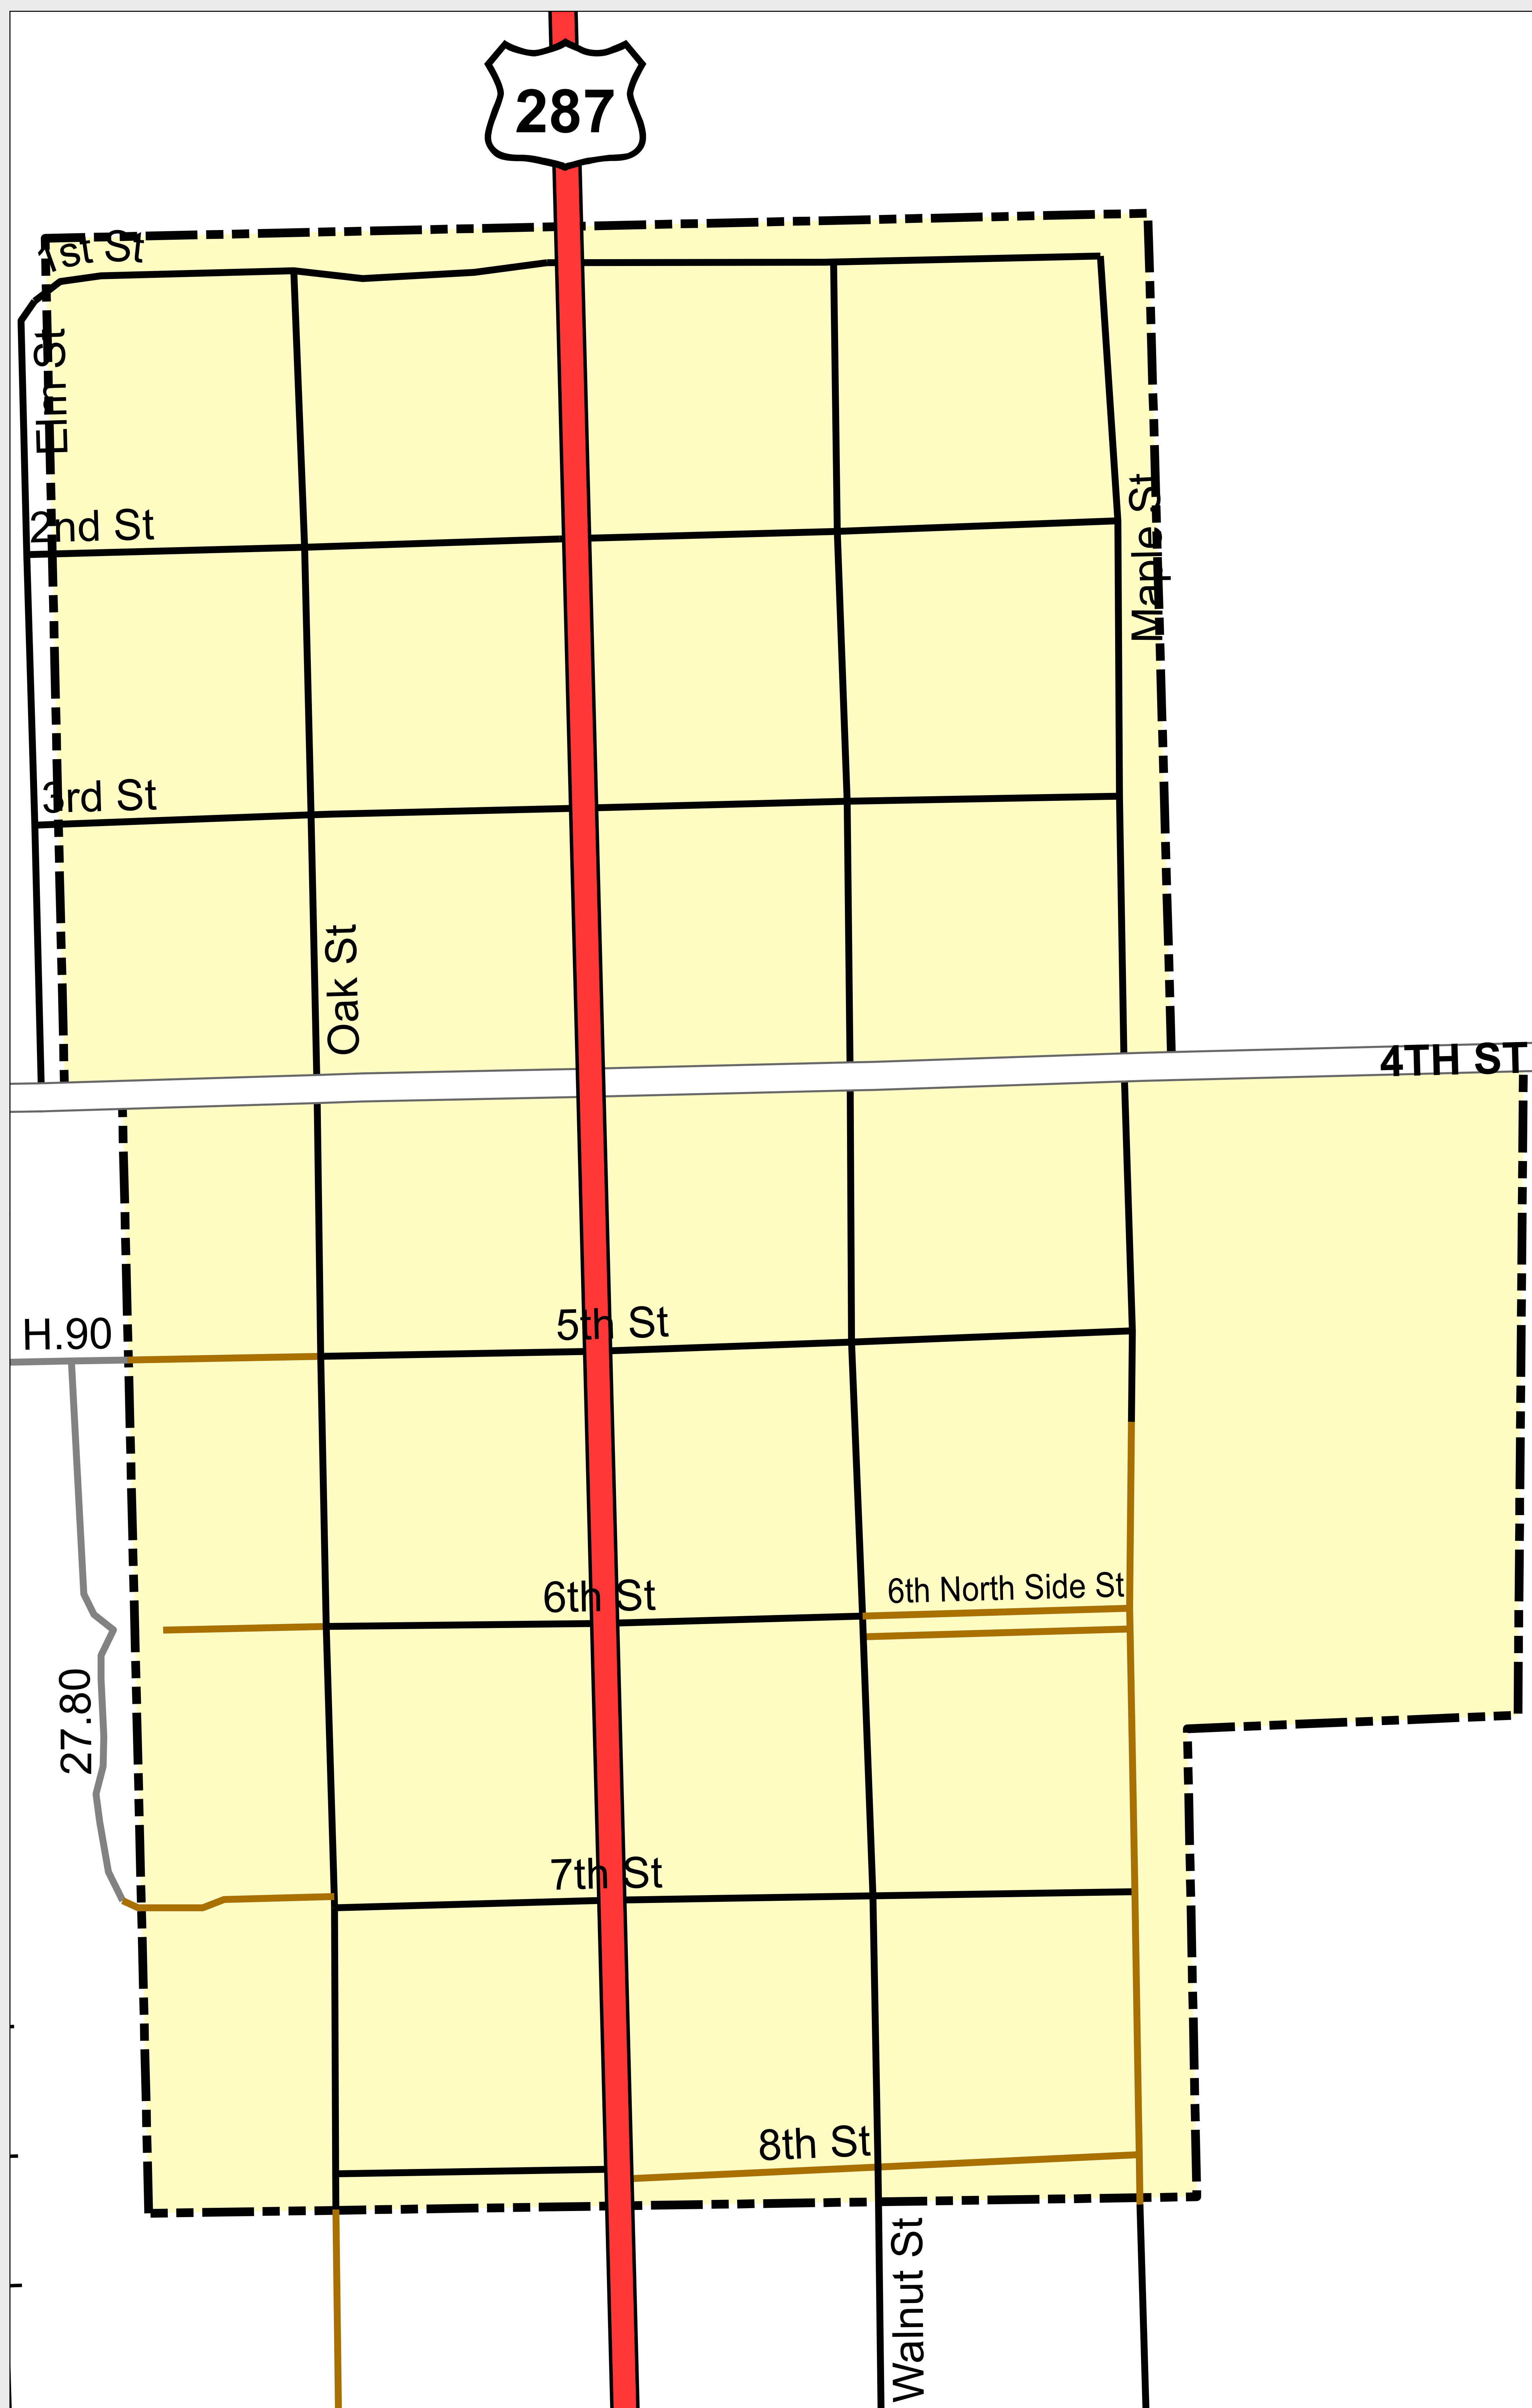 287
1st St
Elm St
2nd St
Maple St
3rd St
Oak St
4TH ST
H.90
5th St
6th St
6th North Side St
27.80
7th St
8th St
Walnut St